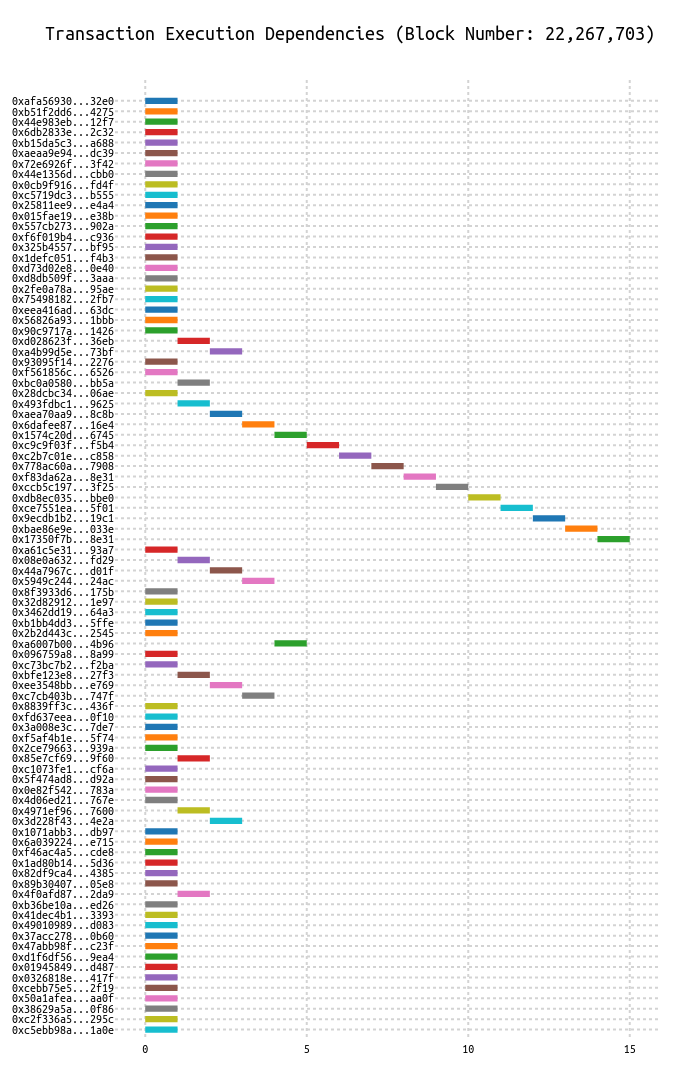 Transaction Execution Dependencies (Block Number: 22,267,703)
0xafa56930...32e0
0xb51f2dd6...4275
0x44e983eb...12f7
0x6db2833e...2c32
0xb15da5c3...a688
0xaeaa9e94...dc39
0x72e6926f...3f42
0x44e1356d...cbb0
0x0cb9f916...fd4f
0xc5719dc3...b555
0x25811ee9...e4a4
0x015fae19...e38b
0x557cb273...902a
0xf6f019b4...c936
0x325b4557...bf95
0x1defc051...f4b3
0xd73d02e8...0e40
0xd8db509f...3aaa
0x2fe0a78a...95ae
0x75498182...2fb7
0xeea416ad...63dc
0x56826a93...1bbb
0x90c9717a...1426
0xd028623f...36eb
0xa4b99d5e...73bf
0x93095f14...2276
0xf561856c...6526
0xbc0a0580...bb5a
0x28dcbc34...06ae
0x493fdbc1...9625
0xaea70aa9...8c8b
0x6dafee87...16e4
0x1574c20d...6745
0xc9c9f03f...f5b4
0xc2b7c01e...c858
0x778ac60a...7908
0xf83da62a...8e31
0xccb5c197...3f25
0xdb8ec035...bbe0
0xce7551ea...5f01
0x9ecdb1b2...19c1
0xbae86e9e...033e
0x17350f7b...8e31
0xa61c5e31...93a7
0x08e0a632...fd29
0x44a7967c...d01f
0x5949c244...24ac
0x8f3933d6...175b
0x32d82912...1e97
0x3462dd19...64a3
0xb1bb4dd3...5ffe
0x2b2d443c...2545
0xa6007b00...4b96
0x096759a8...8a99
0xc73bc7b2...f2ba
0xbfe123e8...27f3
0xee3548bb...e769
0xc7cb403b...747f
0x8839ff3c...436f
0xfd637eea...0f10
0x3a008e3c...7de7
0xf5af4b1e...5f74
0x2ce79663...939a
0x85e7cf69...9f60
0xc1073fe1...cf6a
0x5f474ad8...d92a
0x0e82f542...783a
0x4d06ed21...767e
0x4971ef96...7600
0x3d228f43...4e2a
0x1071abb3...db97
0x6a039224...e715
0xf46ac4a5...cde8
0x1ad80b14...5d36
0x82df9ca4...4385
0x89b30407...05e8
0x4f0afd87...2da9
0xb36be10a...ed26
0x41dec4b1...3393
0x49010989...d083
0x37acc278...0b60
0x47abb98f...c23f
0xd1f6df56...9ea4
0x01945849...d487
0x0326818e...417f
0xcebb75e5...2f19
0x50a1afea...aa0f
0x38629a5a...0f86
0xc2f336a5...295c
0xc5ebb98a...1a0e
0 5 10 15